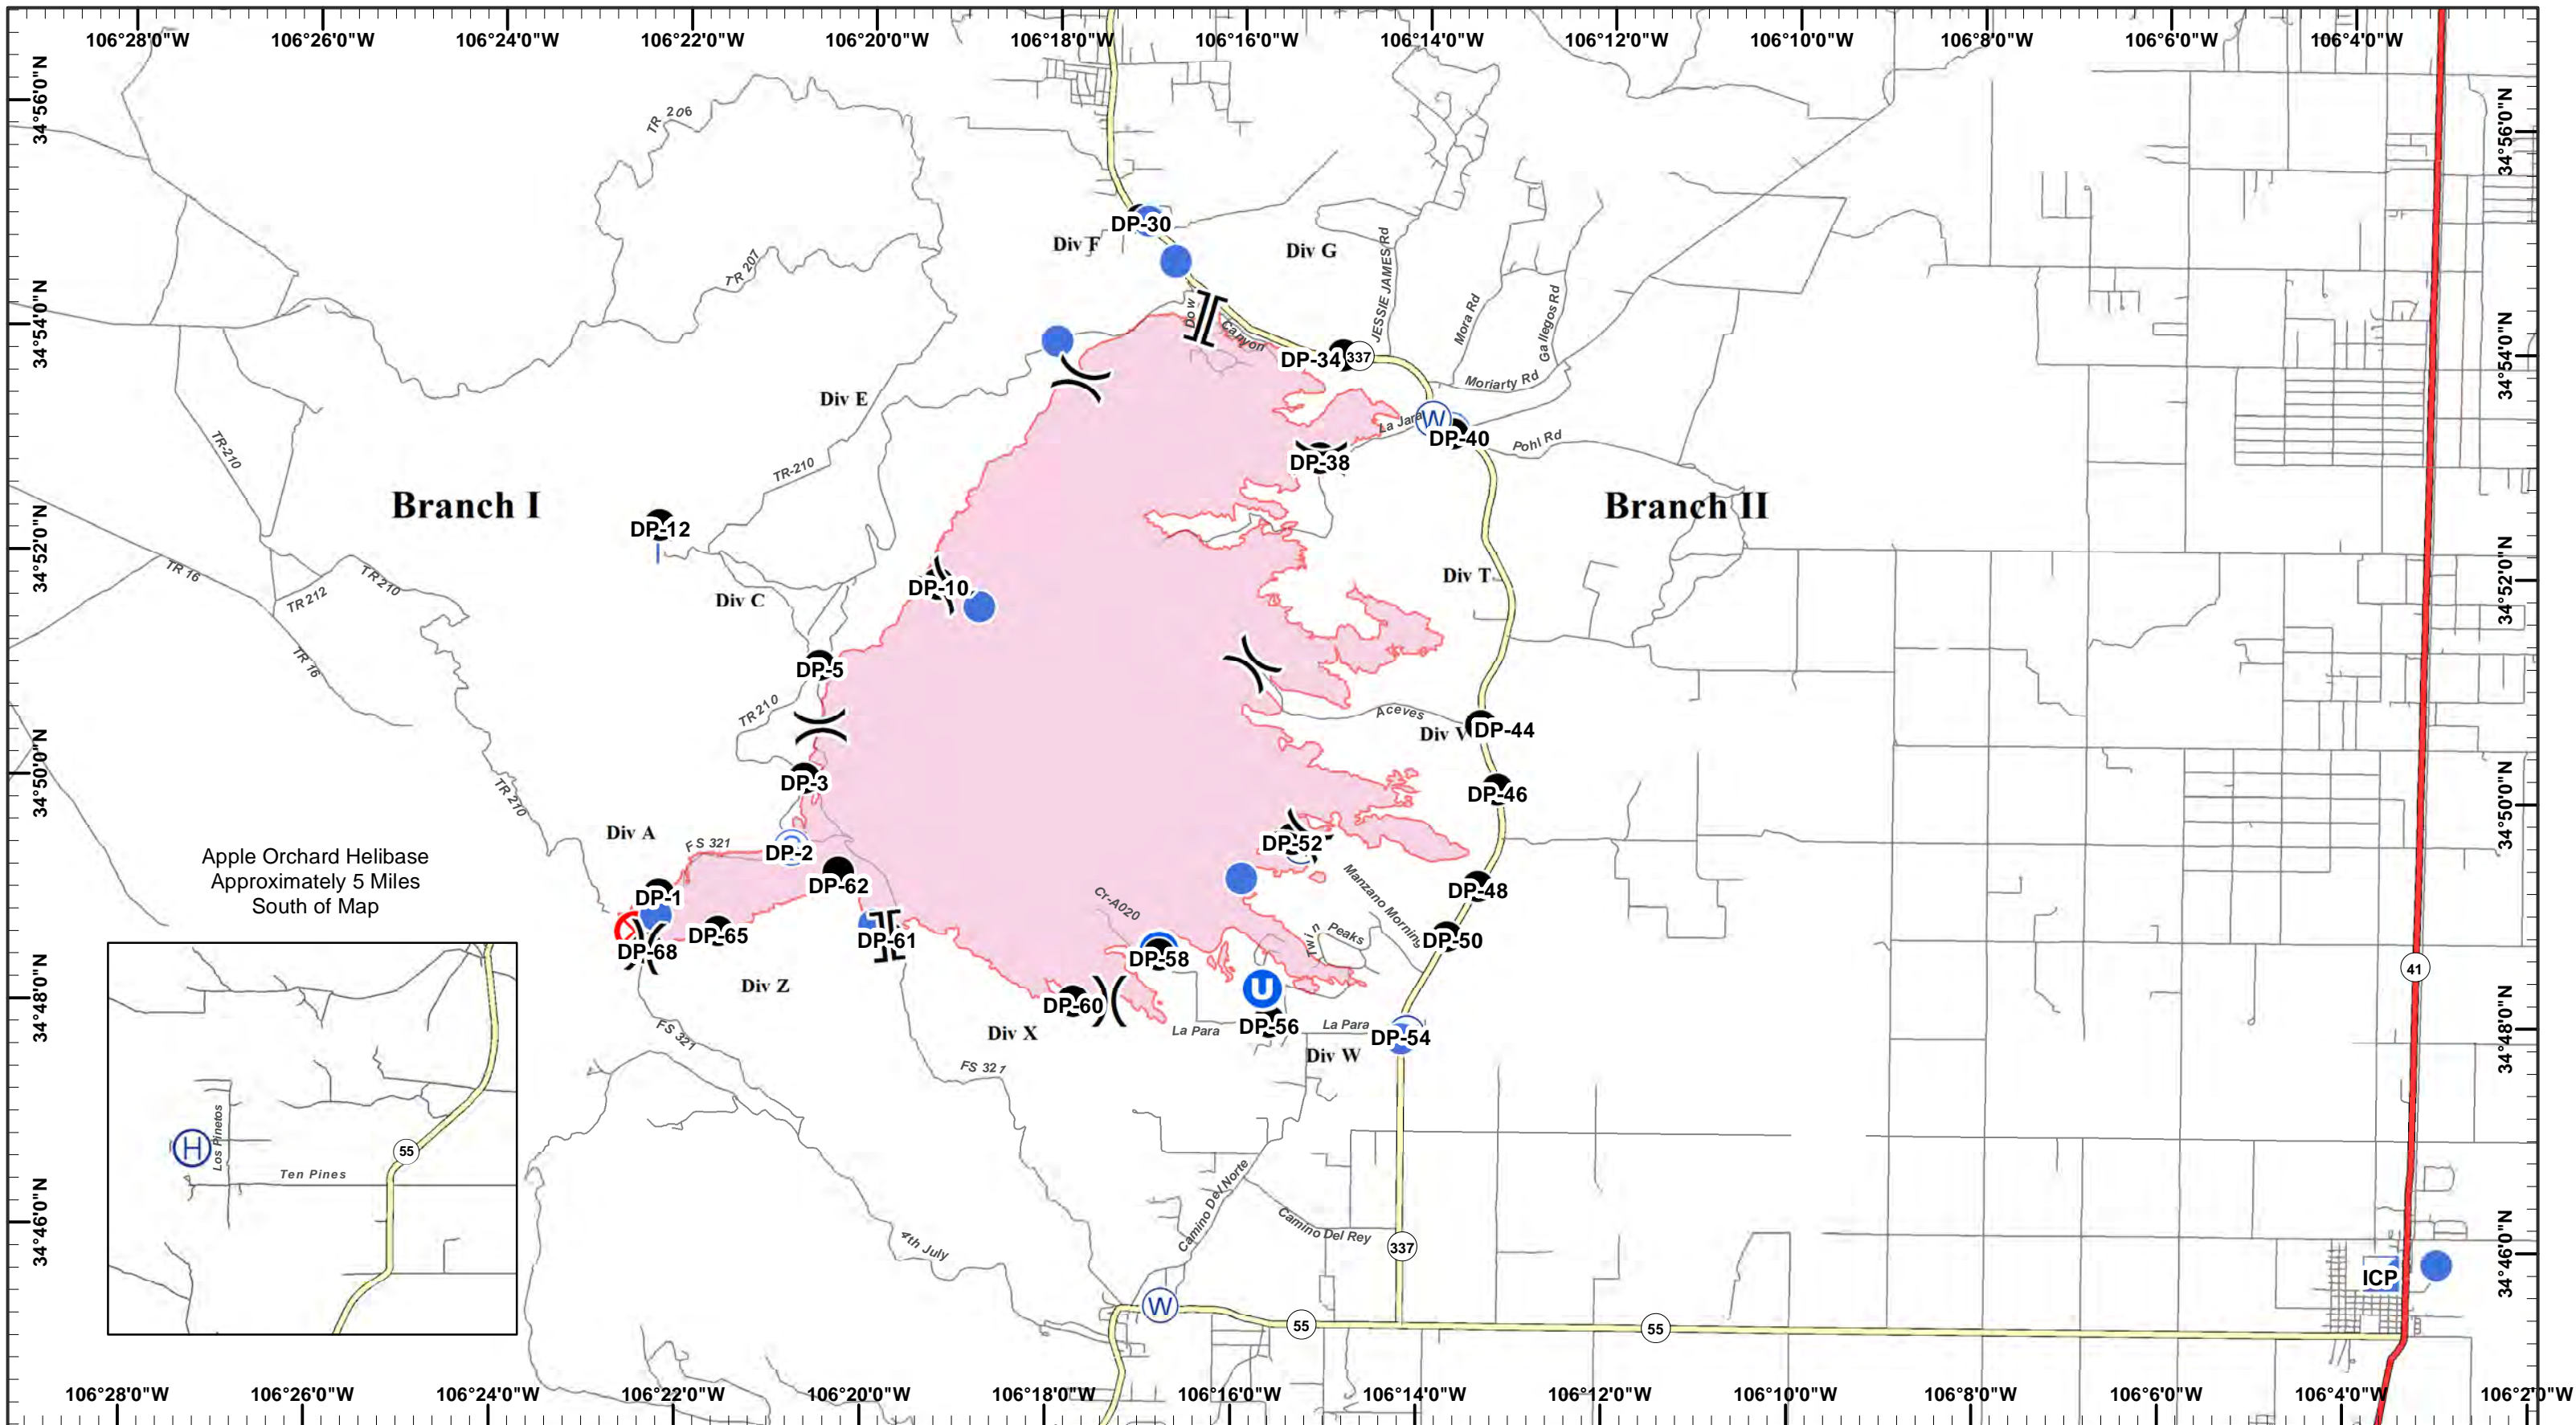 106°28'0"W 106°26'0"W 106°24'0"W 106°22'0"W 106°20'0"W 106°18'0"W 106°16'0"W 106°14'0"W 106°12'0"W 106°10'0"W 106°8'0"W 106°6'0"W 106°4'0"W
34°56'0"N
34°56'0"N
TR 206
DP-30
Div F
Div G
TR 207
JESSIE JAMES Rd
Mora Rd
Gallegos Rd
34°54'0"N
34°54'0"N
Dow
Canyon
DP-34
337
Moriarty Rd
Div E
La Jara
W
DP-40
Pohl Rd
TR-210
TR-210
DP-38
Branch I
Branch II
DP-12
34°52'0"N
34°52'0"N
TR 16
TR 212
TR 210
Div C
DP-10
Div T
TR 16
DP-5
TR 210
Aceves
Div V
DP-44
34°50'0"N
34°50'0"N
DP-3
DP-46
TR 210
Div A
FS 321
DP-2
DP-52
Apple Orchard Helibase
Approximately 5 Miles
South of Map
DP-62
Manzano Morning
DP-48
DP-1
Cr-A020
DP-65
DP-61
Twin Peaks
DP-50
DP-68
DP-58
41
Div Z
U
34°48'0"N
34°48'0"N
DP-60
DP-56
La Para
La Para
DP-54
FS 321
Div X
Div W
FS 321
H
Los Pinetos
55
Ten Pines
Camino Del Norte
Camino Del Rey
4th July
337
34°46'0"N
34°46'0"N
ICP
W
55
55
106°28'0"W 106°26'0"W 106°24'0"W 106°22'0"W 106°20'0"W 106°18'0"W 106°16'0"W 106°14'0"W 106°12'0"W 106°10'0"W 106°8'0"W 106°6'0"W 106°4'0"W 106°2'0"W